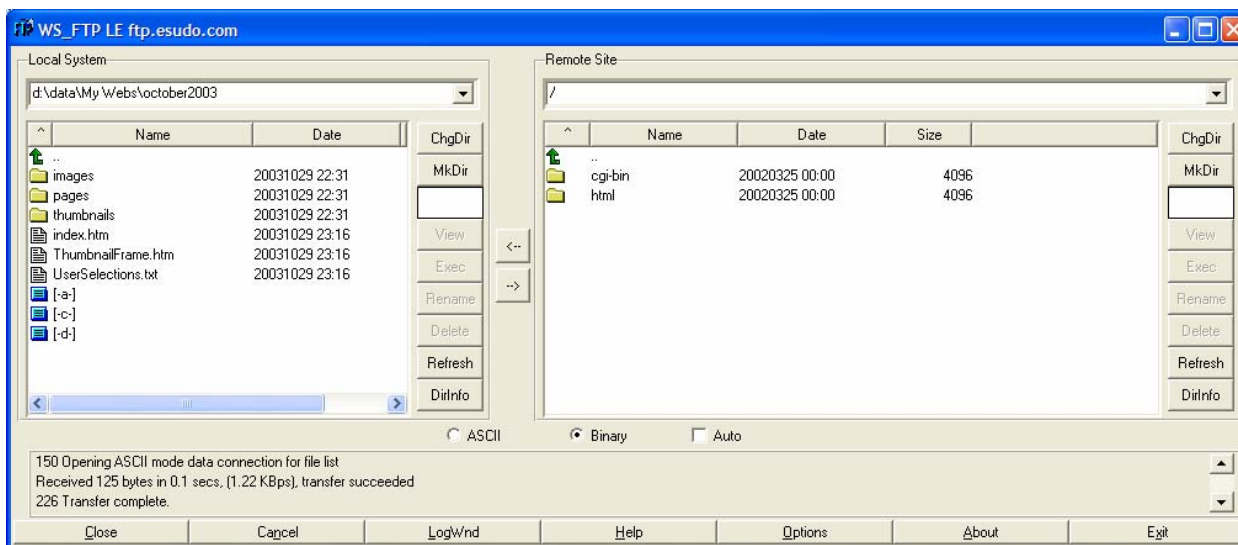 WS_FTP LE ftp.esudo.com
Local System
d:\data\My Webs\october2003
^ Name Date
..
images 20031029 22:31
pages 20031029 22:31
thumbnails 20031029 22:31
index.htm 20031029 23:16
ThumbnailFrame.htm 20031029 23:16
UserSelections.txt 20031029 23:16
[-a-]
[-c-]
[-d-]
ChgDir
MkDir
View
Exec
Rename
Delete
Refresh
DirInfo
<--
-->
Remote Site
/
^ Name Date Size
..
cgi-bin 20020325 00:00 4096
html 20020325 00:00 4096
ChgDir
MkDir
View
Exec
Rename
Delete
Refresh
DirInfo
ASCII Binary Auto
150 Opening ASCII mode data connection for file list
Received 125 bytes in 0.1 secs, (1.22 KBps), transfer succeeded
226 Transfer complete.
Close Cancel LogWnd Help Options About Exit